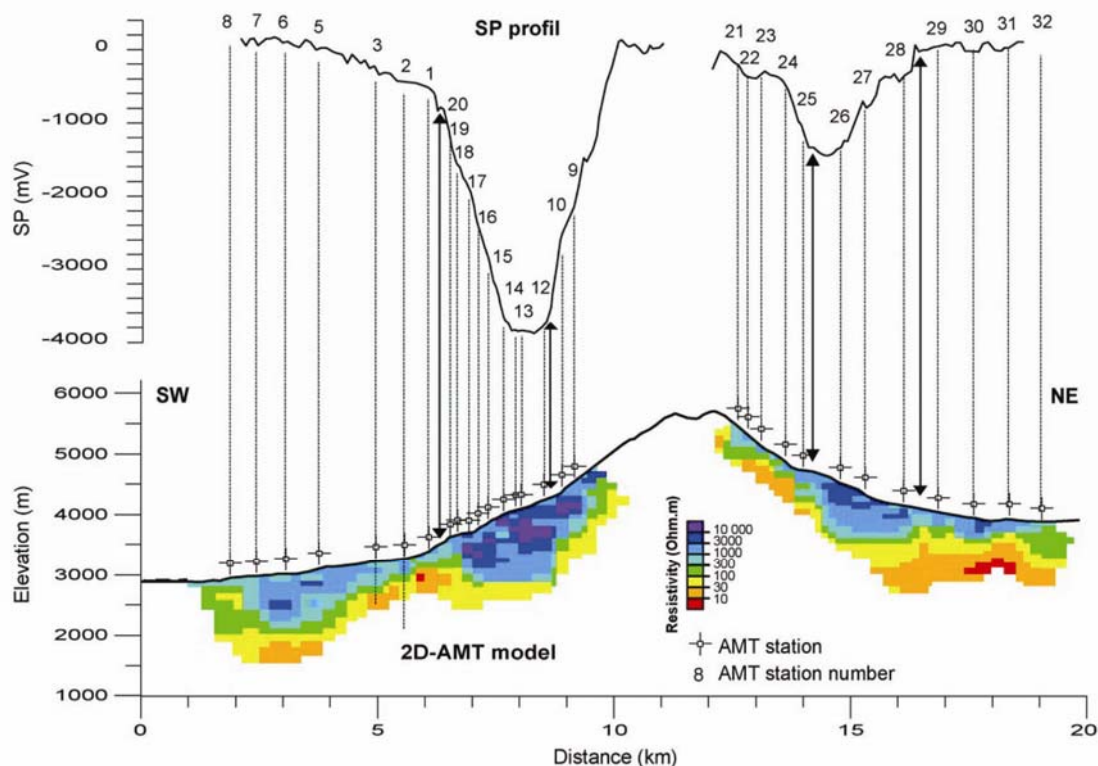 8 7 6 5 3 2 1
SP profil
21 23 29 30 31 32
22 24 28
0
20 25 26 27
-1000
19
18
17 9
-2000
16 10
15
-3000
14 12
13
-4000
SP (mV)
6000
SW
NE
5000
4000
3000
2000
1000
Elevation (m)
Resistivity (Ohm.m)
10 000
3000
1000
300
100
30
10
2D-AMT model
AMT station
8 AMT station number
0 5 10 15 20
Distance (km)